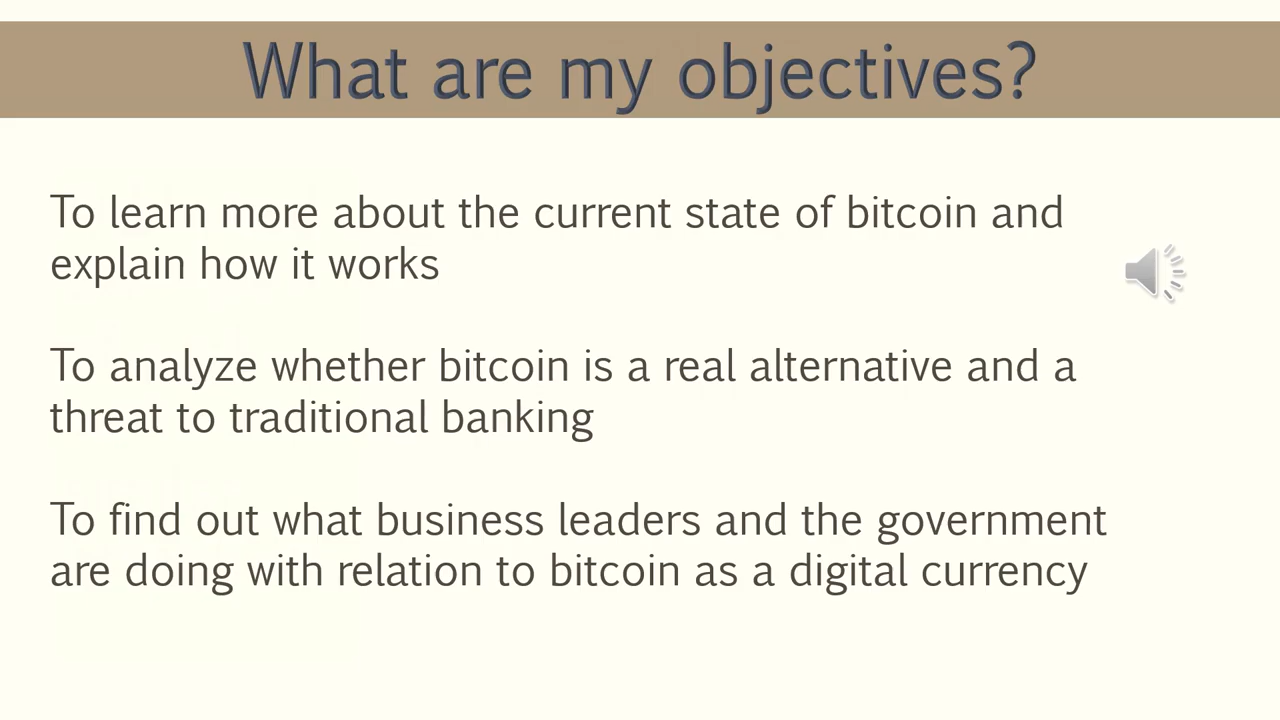 What are my objectives?
To learn more about the current state of bitcoin and
explain how it works
To analyze whether bitcoin is a real alternative and a
threat to traditional banking
To find out what business leaders and the government
are doing with relation to bitcoin as a digital currency